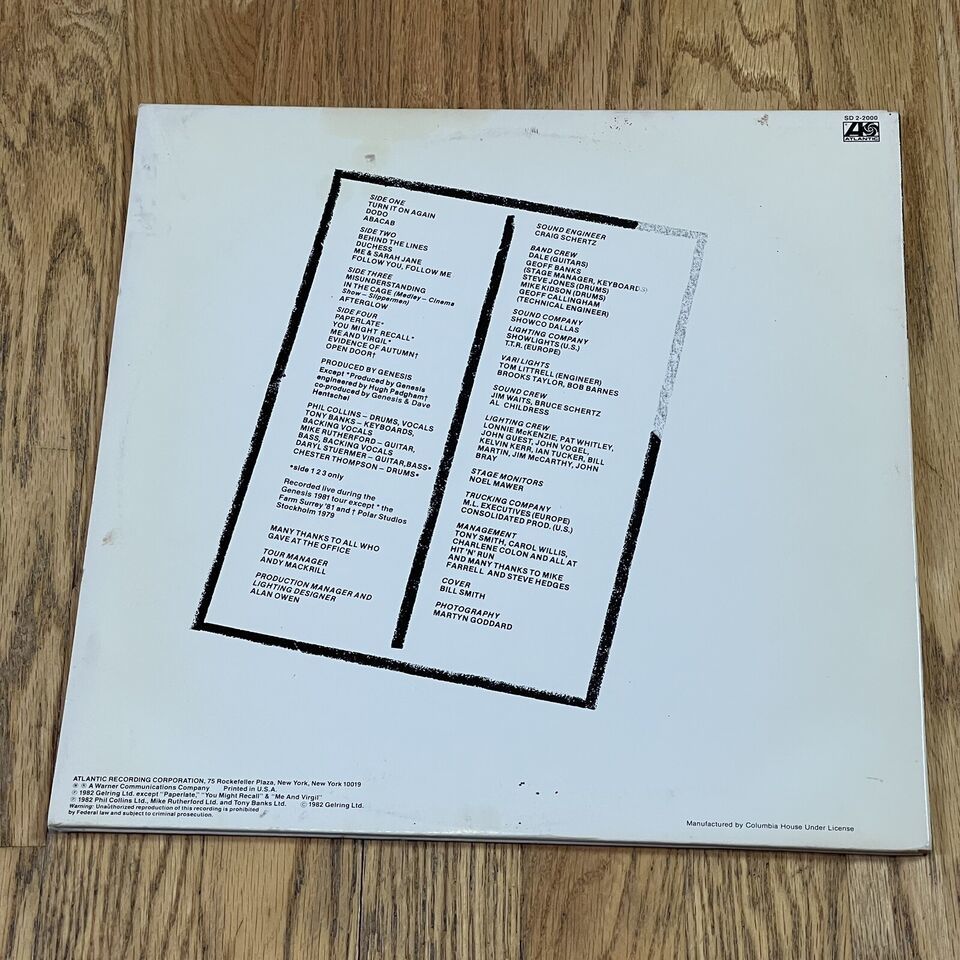 SD 2-2000
ATLANTIC
SIDE ONE
TURN IT ON AGAIN
DODO
ABACAB
SIDE TWO
BEHIND THE LINES
DUCHESS
ME & SARAH JANE
FOLLOW YOU, FOLLOW ME
SIDE THREE
MISUNDERSTANDING
IN THE CAGE (Medley – Cinema
Show – Slippermen)
AFTERGLOW
SIDE FOUR
PAPERLATE*
YOU MIGHT RECALL*
ME AND VIRGIL*
EVIDENCE OF AUTUMN†
OPEN DOOR†
PRODUCED BY GENESIS
Except *Produced by Genesis
engineered by Hugh Padgham†
co-produced by Genesis & Dave
Hentschel
PHIL COLLINS – DRUMS, VOCALS
TONY BANKS – KEYBOARDS,
BACKING VOCALS
MIKE RUTHERFORD – GUITAR,
BASS, BACKING VOCALS
DARYL STUERMER – GUITAR, BASS*
CHESTER THOMPSON – DRUMS*
*side 1 2 3 only
Recorded live during the
Genesis 1981 tour except * the
Farm Surrey '81 and † Polar Studios
Stockholm 1979
MANY THANKS TO ALL WHO
GAVE AT THE OFFICE
TOUR MANAGER
ANDY MACKRILL
PRODUCTION MANAGER AND
LIGHTING DESIGNER
ALAN OWEN
SOUND ENGINEER
CRAIG SCHERTZ
BAND CREW
DALE (GUITARS)
GEOFF BANKS
(STAGE MANAGER, KEYBOARDS)
STEVE JONES (DRUMS)
MIKE KIDSON (DRUMS)
GEOFF CALLINGHAM
(TECHNICAL ENGINEER)
SOUND COMPANY
SHOWCO DALLAS
LIGHTING COMPANY
SHOWLIGHTS (U.S.)
T.T.R. (EUROPE)
VARI LIGHTS
TOM LITTRELL (ENGINEER)
BROOKS TAYLOR, BOB BARNES
SOUND CREW
JIM WAITS, BRUCE SCHERTZ
AL CHILDRESS
LIGHTING CREW
LONNIE McKENZIE, PAT WHITLEY,
JOHN GUEST, JOHN VOGEL,
KELVIN KERR, IAN TUCKER, BILL
MARTIN, JIM McCARTHY, JOHN
BRAY
STAGE MONITORS
NOEL MAWER
TRUCKING COMPANY
M.L. EXECUTIVES (EUROPE)
CONSOLIDATED PROD. (U.S.)
MANAGEMENT
TONY SMITH, CAROL WILLIS,
CHARLENE COLON AND ALL AT
HIT 'N' RUN
AND MANY THANKS TO MIKE
FARRELL AND STEVE HEDGES
COVER
BILL SMITH
PHOTOGRAPHY
MARTYN GODDARD
ATLANTIC RECORDING CORPORATION, 75 Rockefeller Plaza, New York, New York 10019
® ⓦ A Warner Communications Company Printed in U.S.A.
℗ 1982 Gelring Ltd. except "Paperlate," "You Might Recall" & "Me And Virgil"
℗ 1982 Phil Collins Ltd., Mike Rutherford Ltd. and Tony Banks Ltd. © 1982 Gelring Ltd.
Warning: Unauthorized reproduction of this recording is prohibited
by Federal law and subject to criminal prosecution.
Manufactured by Columbia House Under License